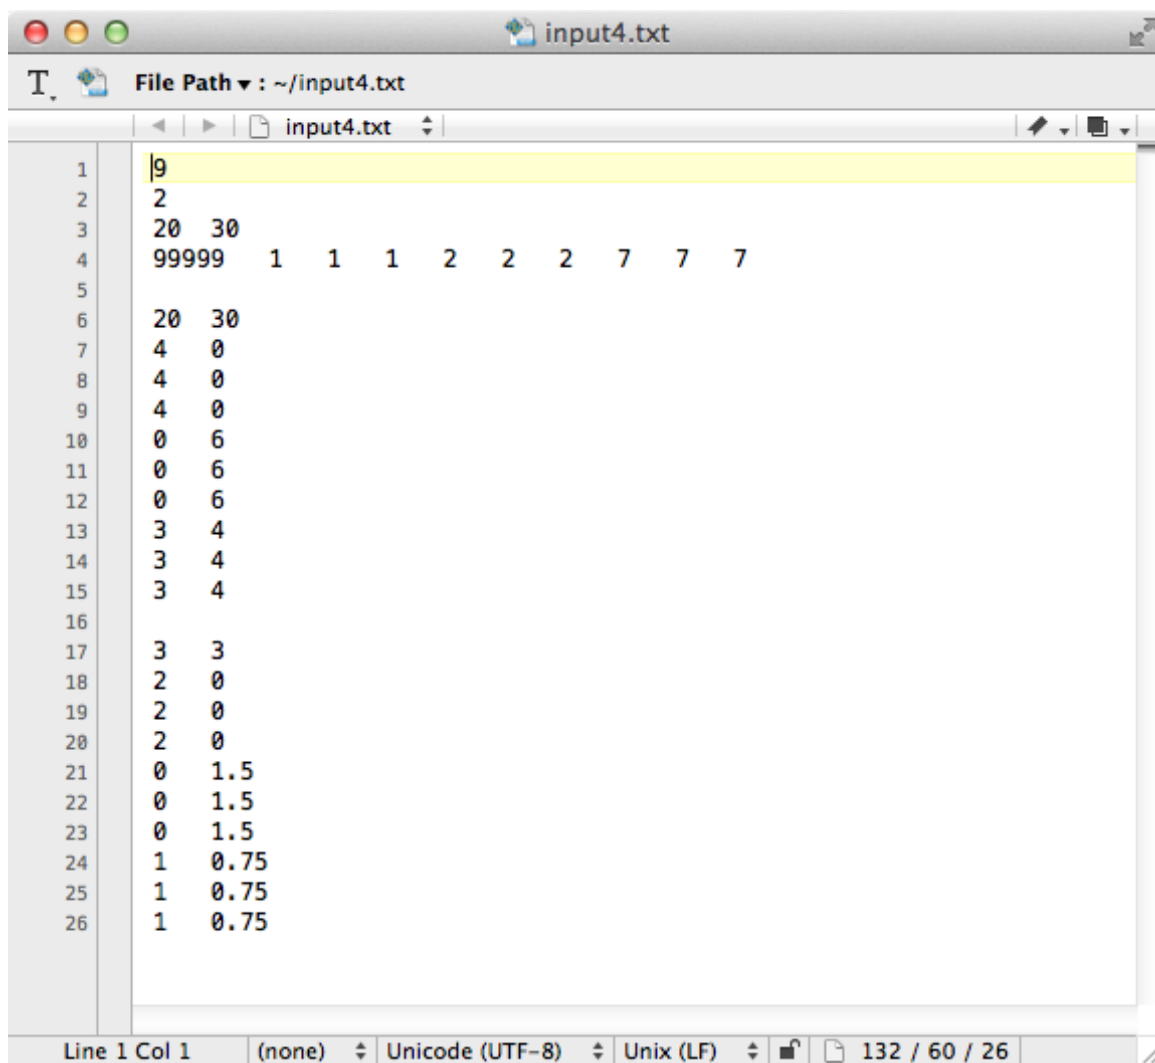 input4.txt
T. File Path ▾ : ~/input4.txt
input4.txt
1 9
2 2
3 20 30
4 99999 1 1 1 2 2 2 7 7 7
5
6 20 30
7 4 0
8 4 0
9 4 0
10 0 6
11 0 6
12 0 6
13 3 4
14 3 4
15 3 4
16
17 3 3
18 2 0
19 2 0
20 2 0
21 0 1.5
22 0 1.5
23 0 1.5
24 1 0.75
25 1 0.75
26 1 0.75
Line 1 Col 1 (none) Unicode (UTF-8) Unix (LF) 132 / 60 / 26